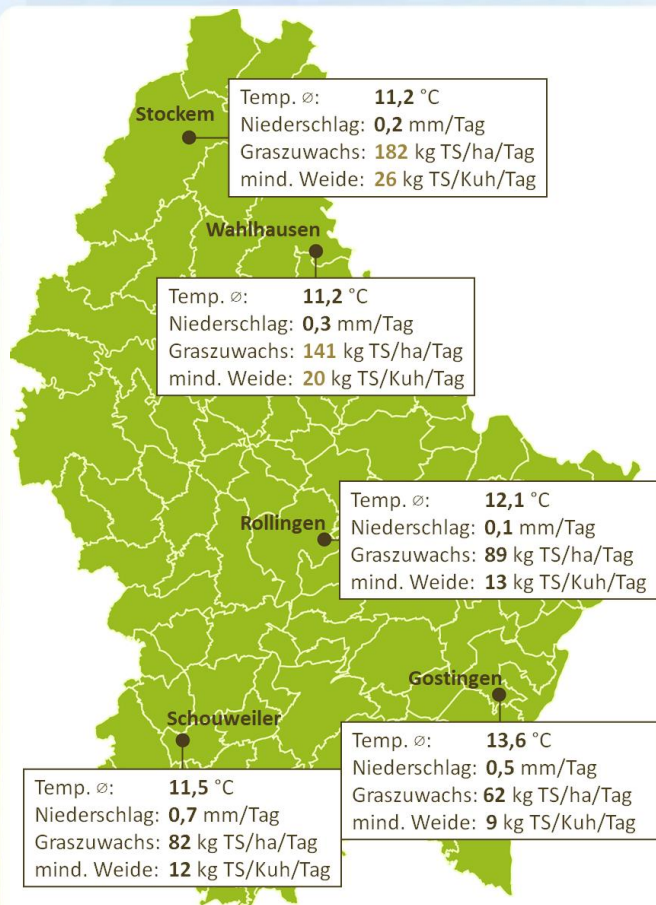 Stockem
Temp. ⌀: 11,2 °C
Niederschlag: 0,2 mm/Tag
Graszuwachs: 182 kg TS/ha/Tag
mind. Weide: 26 kg TS/Kuh/Tag
Wahlhausen
Temp. ⌀: 11,2 °C
Niederschlag: 0,3 mm/Tag
Graszuwachs: 141 kg TS/ha/Tag
mind. Weide: 20 kg TS/Kuh/Tag
Rollingen
Temp. ⌀: 12,1 °C
Niederschlag: 0,1 mm/Tag
Graszuwachs: 89 kg TS/ha/Tag
mind. Weide: 13 kg TS/Kuh/Tag
Gostingen
Temp. ⌀: 13,6 °C
Niederschlag: 0,5 mm/Tag
Graszuwachs: 62 kg TS/ha/Tag
mind. Weide: 9 kg TS/Kuh/Tag
Schouweiler
Temp. ⌀: 11,5 °C
Niederschlag: 0,7 mm/Tag
Graszuwachs: 82 kg TS/ha/Tag
mind. Weide: 12 kg TS/Kuh/Tag